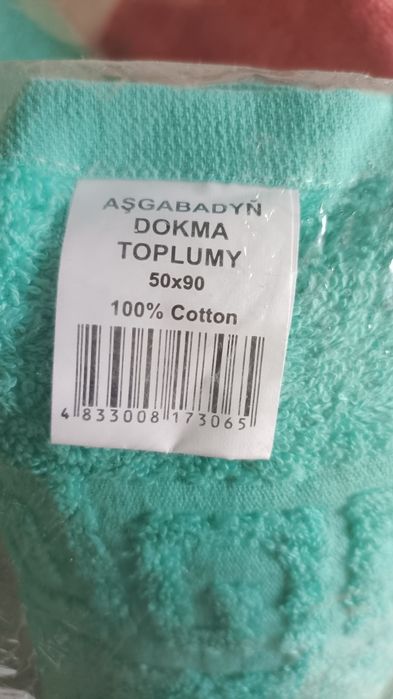 AŞGABADYŇ
DOKMA
TOPLUMY
50x90
100% Cotton
4 833008 173065